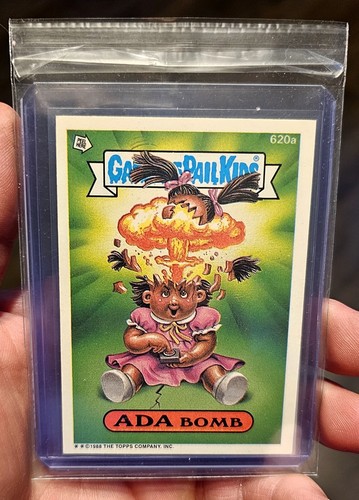 620a
GARBAGE PAIL KIDS®
ADA BOMB
* * ©1988 THE TOPPS COMPANY, INC.